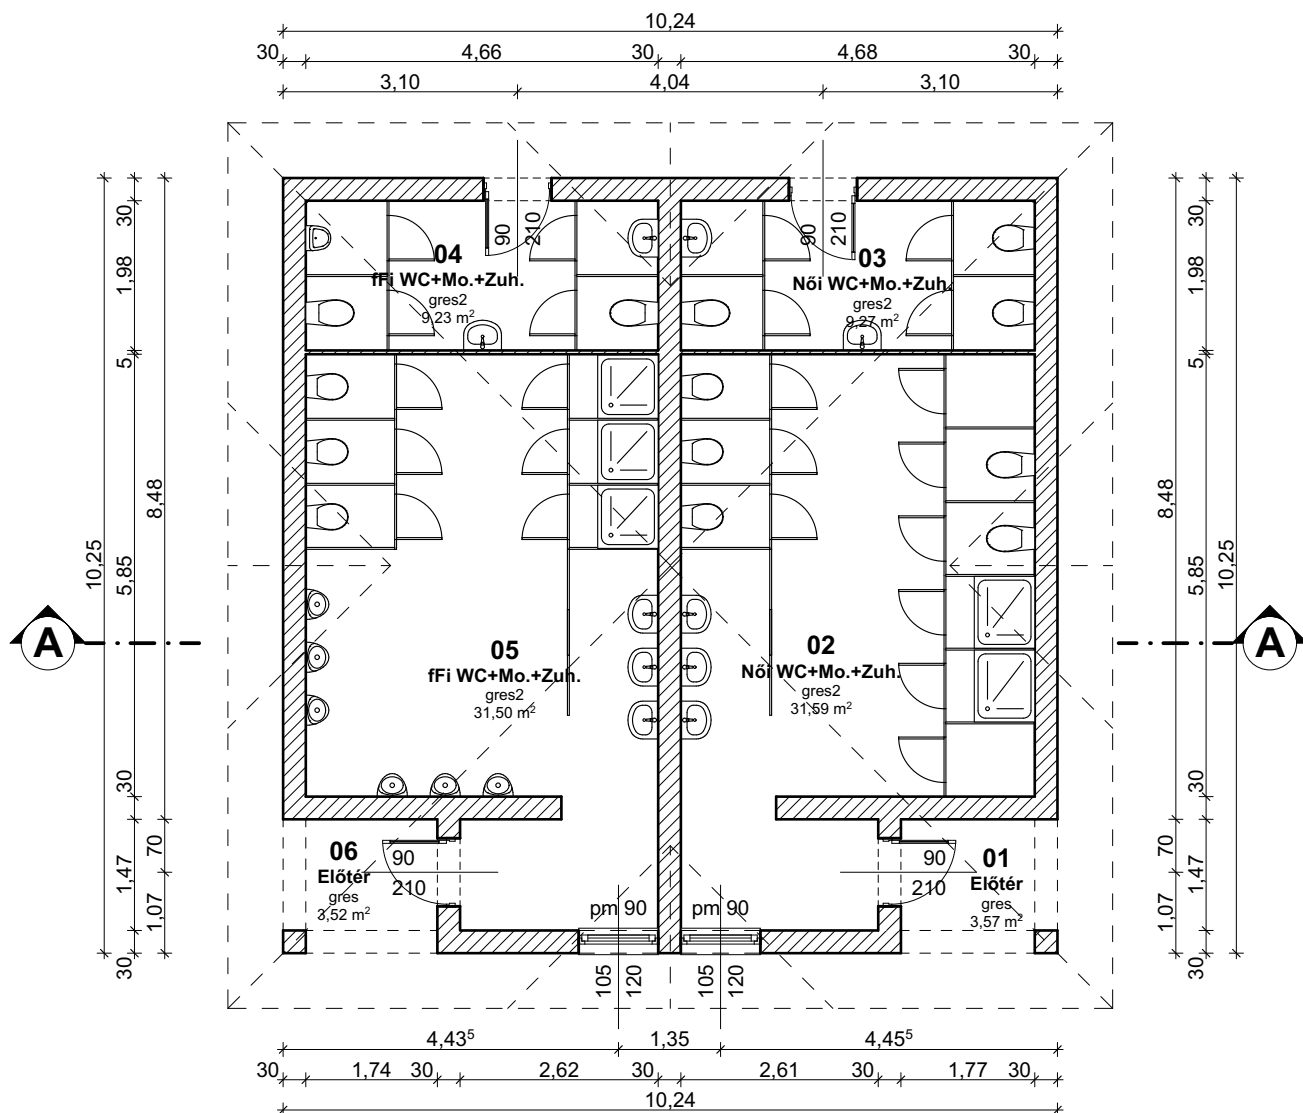 10,24
30 4,66 30 4,68 30
3,10 4,04 3,10
90 210
90 210
04
fFi WC+Mo.+Zuh.
gres2
9,23 m²
03
Női WC+Mo.+Zuh.
gres2
9,27 m²
30
1,98
5
5,85
30
1,47
30
8,48
70
1,07
10,25
30
1,98
5
5,85
30
1,47
30
8,48
70
1,07
10,25
A
A
05
fFi WC+Mo.+Zuh.
gres2
31,50 m²
02
Női WC+Mo.+Zuh.
gres2
31,59 m²
06
Előtér
gres
3,52 m²
90
210
01
Előtér
gres
3,57 m²
90
210
pm 90
pm 90
105
120
105
120
4,43⁵ 1,35 4,45⁵
30 1,74 30 2,62 30 2,61 30 1,77 30
10,24